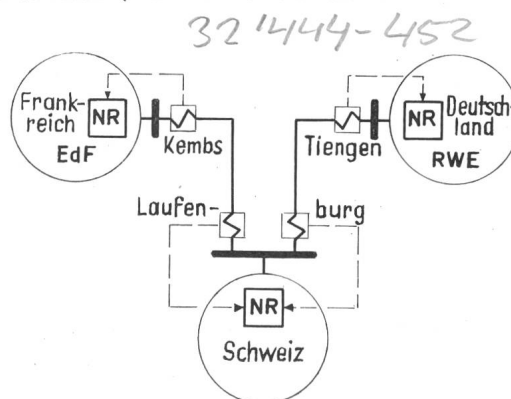 32'444-452
Frank-
reich
NR
EdF
Kembs
Tiengen
Deutsch-
land
NR
RWE
Laufen-
burg
NR
Schweiz